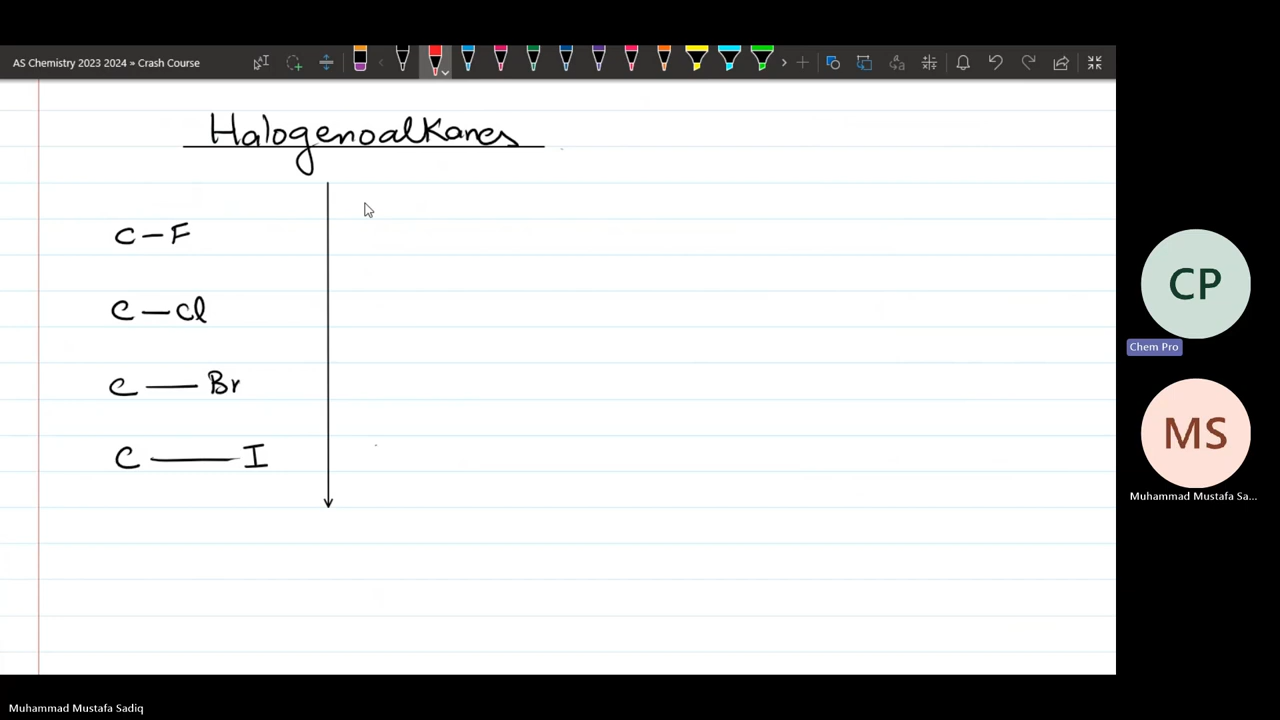 AS Chemistry 2023 2024 » Crash Course
Halogenoalkanes
C – F
C – Cl
C — Br
C —— I
CP
Chem Pro
MS
Muhammad Mustafa Sa...
Muhammad Mustafa Sadiq